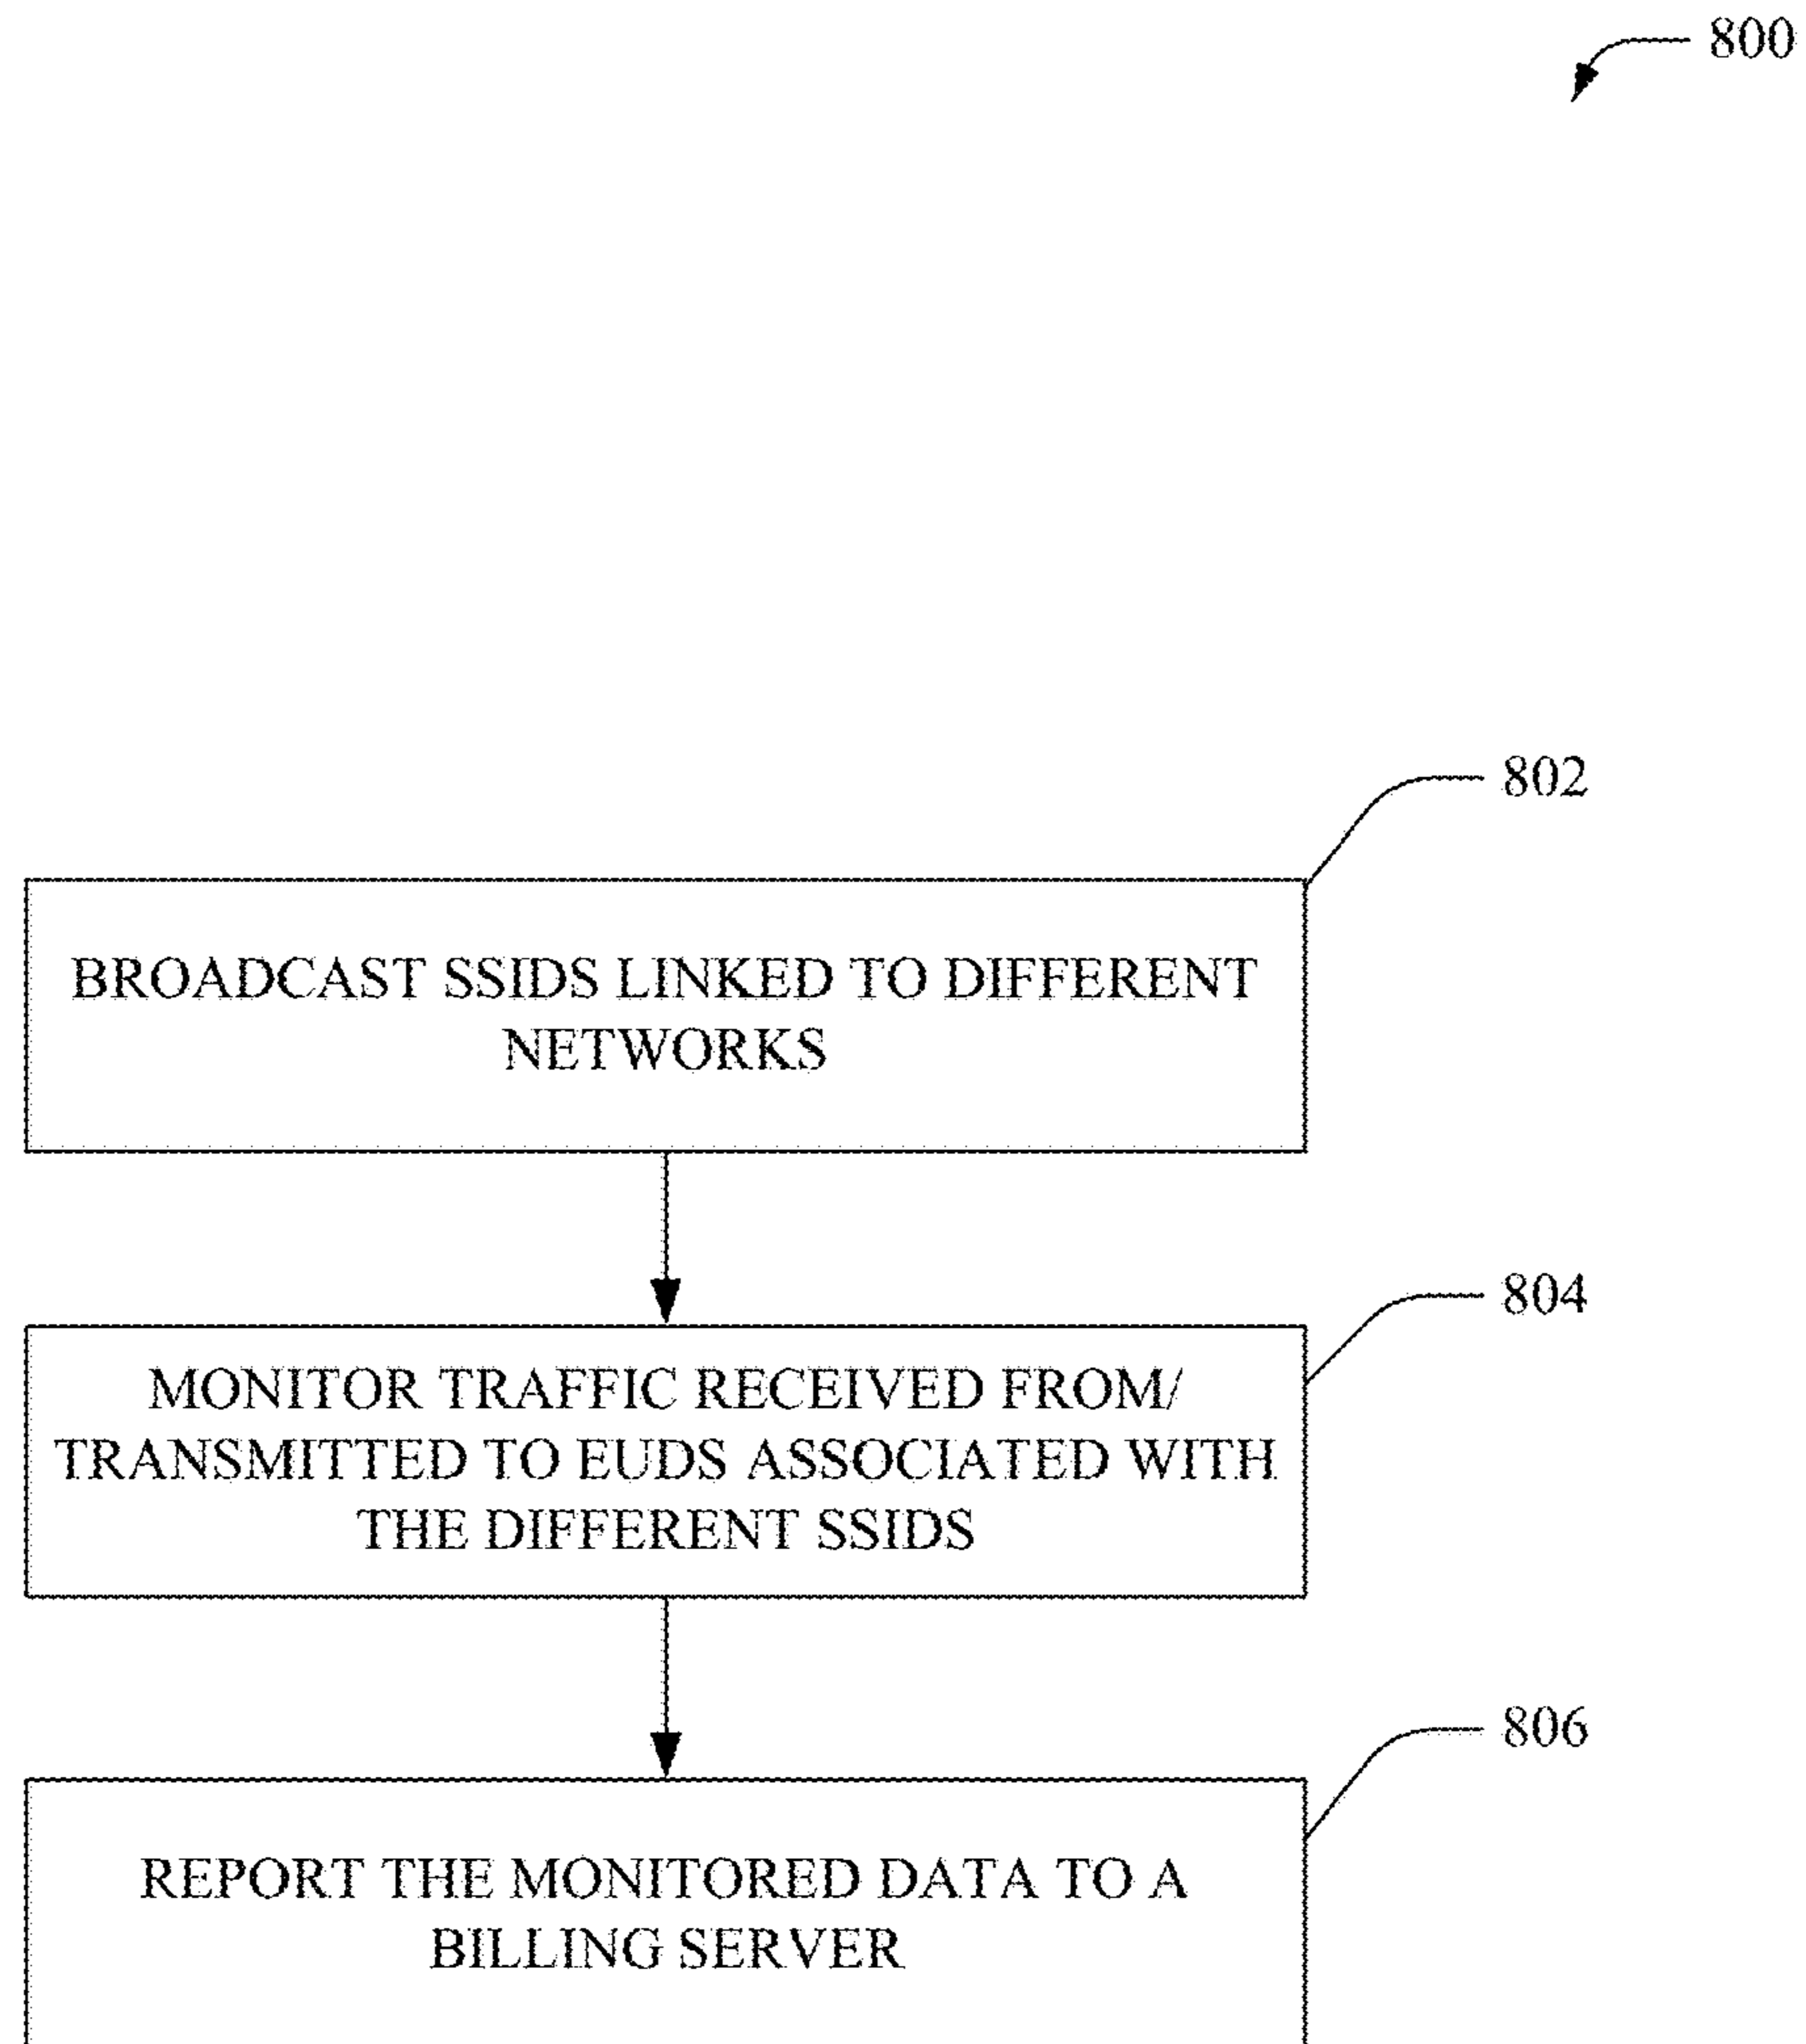 800
802
BROADCAST SSIDS LINKED TO DIFFERENT
NETWORKS
804
MONITOR TRAFFIC RECEIVED FROM/
TRANSMITTED TO EUDS ASSOCIATED WITH
THE DIFFERENT SSIDS
806
REPORT THE MONITORED DATA TO A
BILLING SERVER